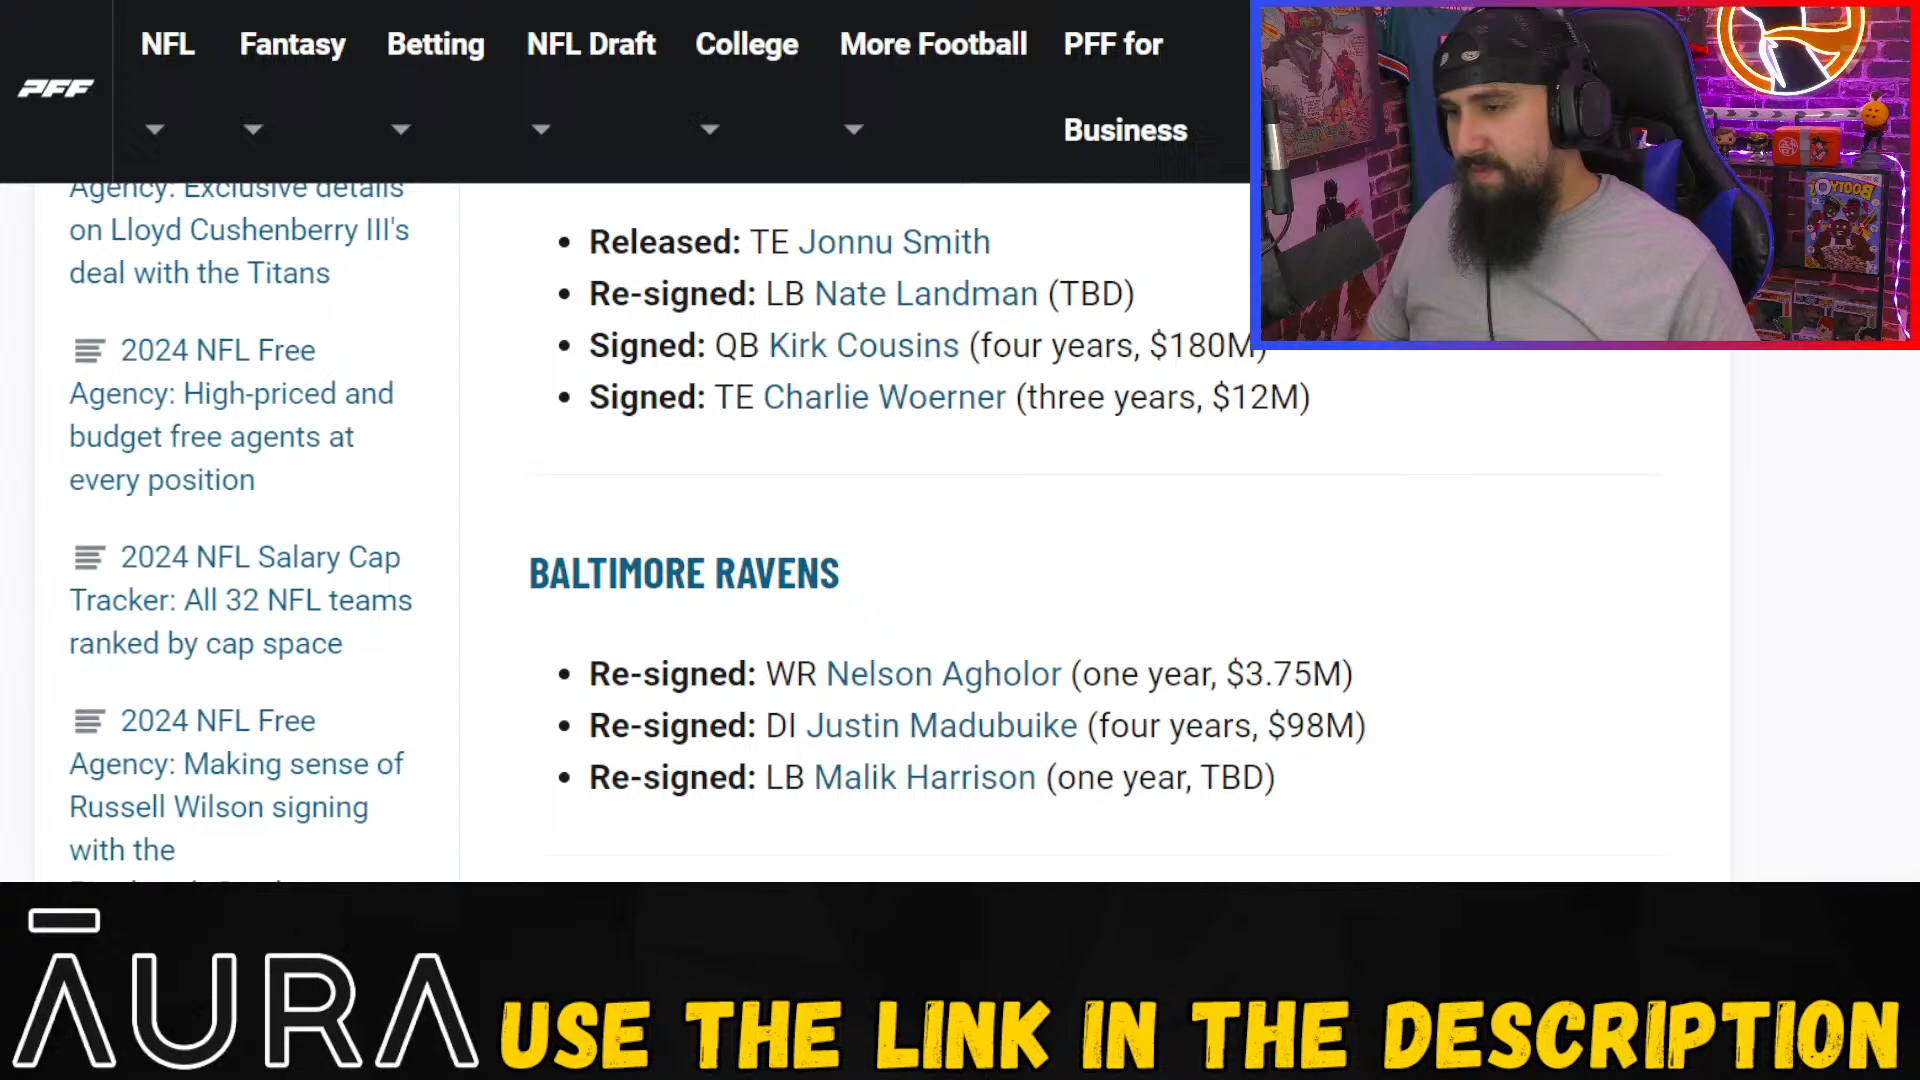 PFF
NFL
Fantasy
Betting
NFL Draft
College
More Football
PFF for
Business
Agency: Exclusive details
on Lloyd Cushenberry III's
deal with the Titans
2024 NFL Free
Agency: High-priced and
budget free agents at
every position
2024 NFL Salary Cap
Tracker: All 32 NFL teams
ranked by cap space
2024 NFL Free
Agency: Making sense of
Russell Wilson signing
with the
• Released: TE Jonnu Smith
• Re-signed: LB Nate Landman (TBD)
• Signed: QB Kirk Cousins (four years, $180M)
• Signed: TE Charlie Woerner (three years, $12M)
BALTIMORE RAVENS
• Re-signed: WR Nelson Agholor (one year, $3.75M)
• Re-signed: DI Justin Madubuike (four years, $98M)
• Re-signed: LB Malik Harrison (one year, TBD)
AURA
USE THE LINK IN THE DESCRIPTION